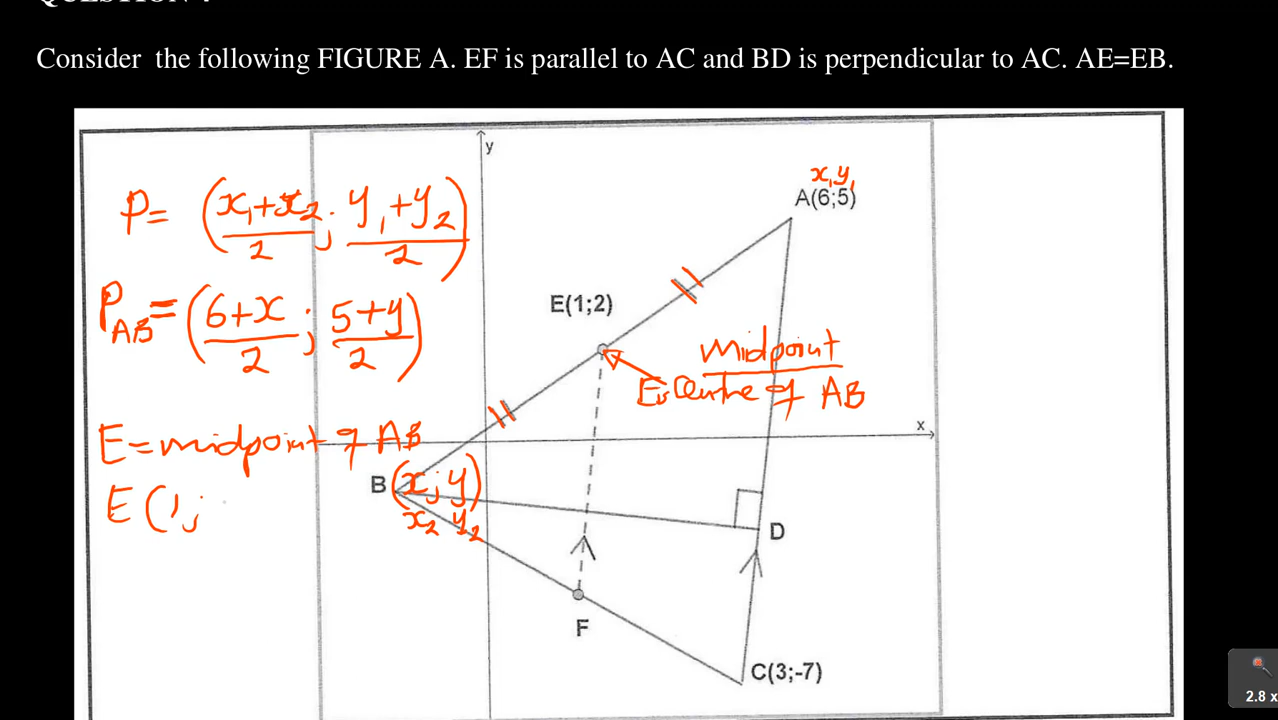 Consider the following FIGURE A. EF is parallel to AC and BD is perpendicular to AC. AE=EB.
y
x₁y₁
A(6;5)
P= (x₁+x₂/2 ; y₁+y₂/2)
E(1;2)
P_AB = (6+x/2 ; 5+y/2)
Midpoint
Centre of AB
x
E=midpoint of AB
B (x;y)
x₂ y₂
E (1;
D
F
C(3;-7)
2.8 x